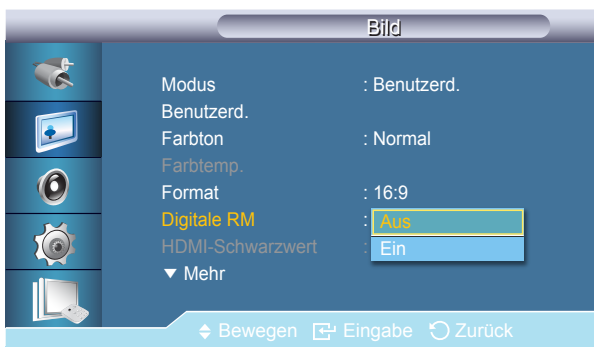 Bild
Modus : Benutzerd.
Benutzerd.
Farbton : Normal
Farbtemp.
Format : 16:9
Digitale RM : Aus
HDMI-Schwarzwert : Ein
▼ Mehr
Bewegen Eingabe Zurück